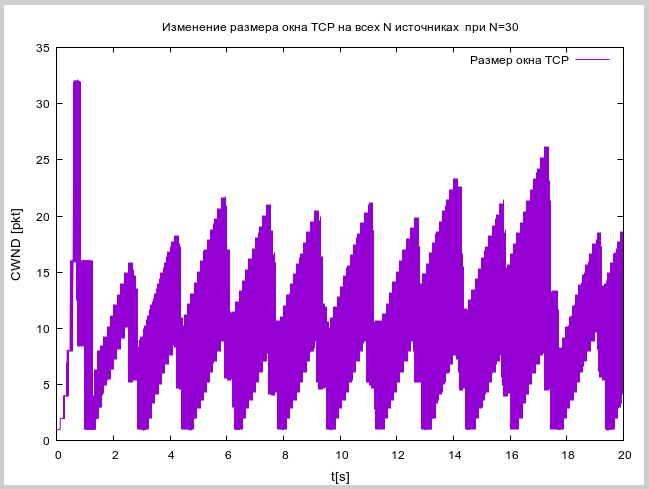 Изменение размера окна TCP на всех N источниках при N=30
Размер окна TCP
35
30
25
20
15
10
5
0
CWND [pkt]
0 2 4 6 8 10 12 14 16 18 20
t[s]